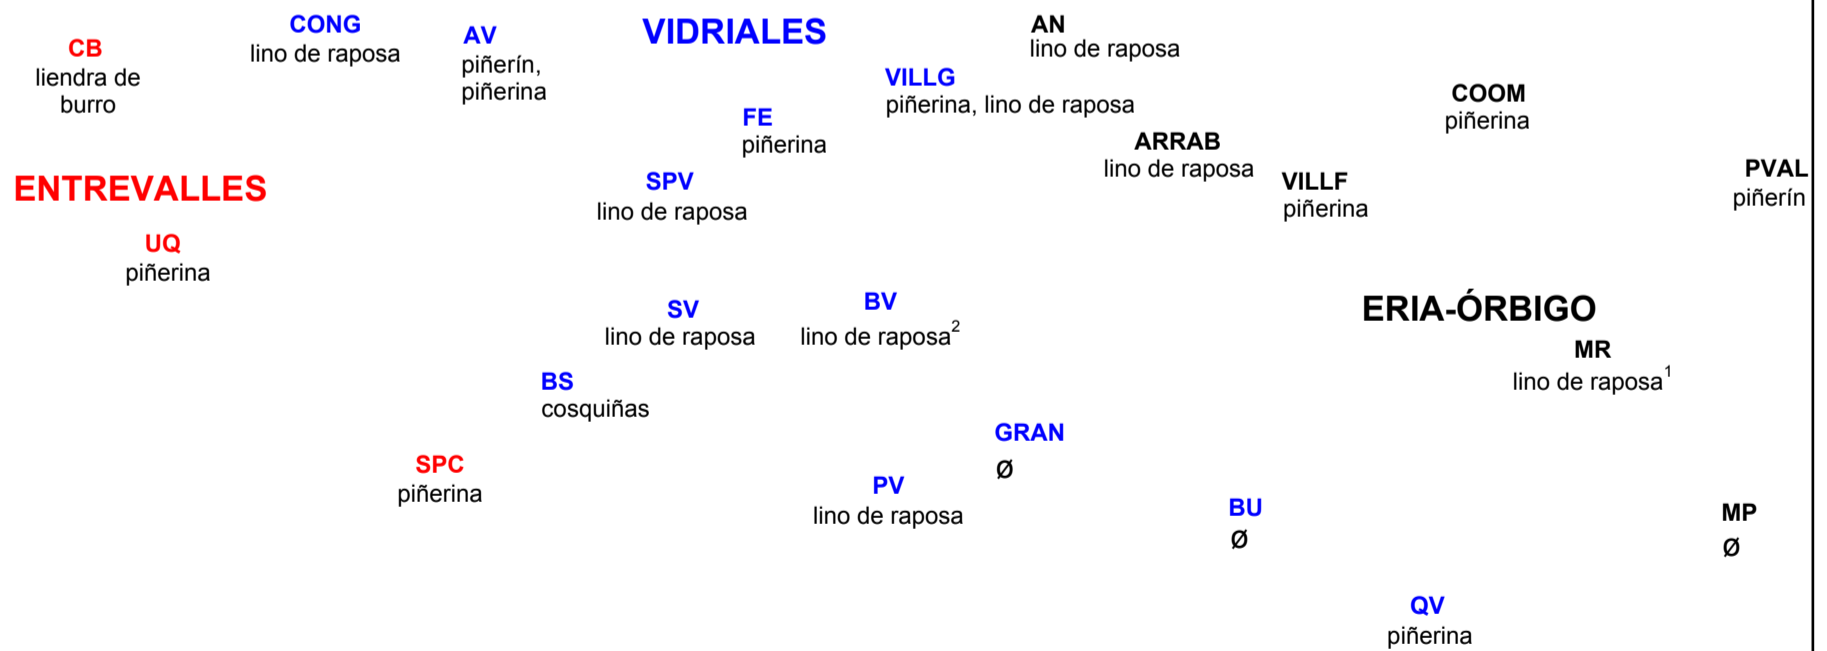 CONG
lino de raposa
CB
liendra de
burro
AV
piñerín,
piñerina
VIDRIALES
AN
lino de raposa
VILLG
piñerina, lino de raposa
FE
piñerina
COOM
piñerina
ARRAB
lino de raposa
PVAL
piñerín
ENTREVALLES
SPV
lino de raposa
VILLF
piñerina
UQ
piñerina
SV
lino de raposa
BV
lino de raposa²
ERIA-ÓRBIGO
MR
lino de raposa¹
BS
cosquiñas
GRAN
Ø
SPC
piñerina
PV
lino de raposa
BU
Ø
MP
Ø
QV
piñerina